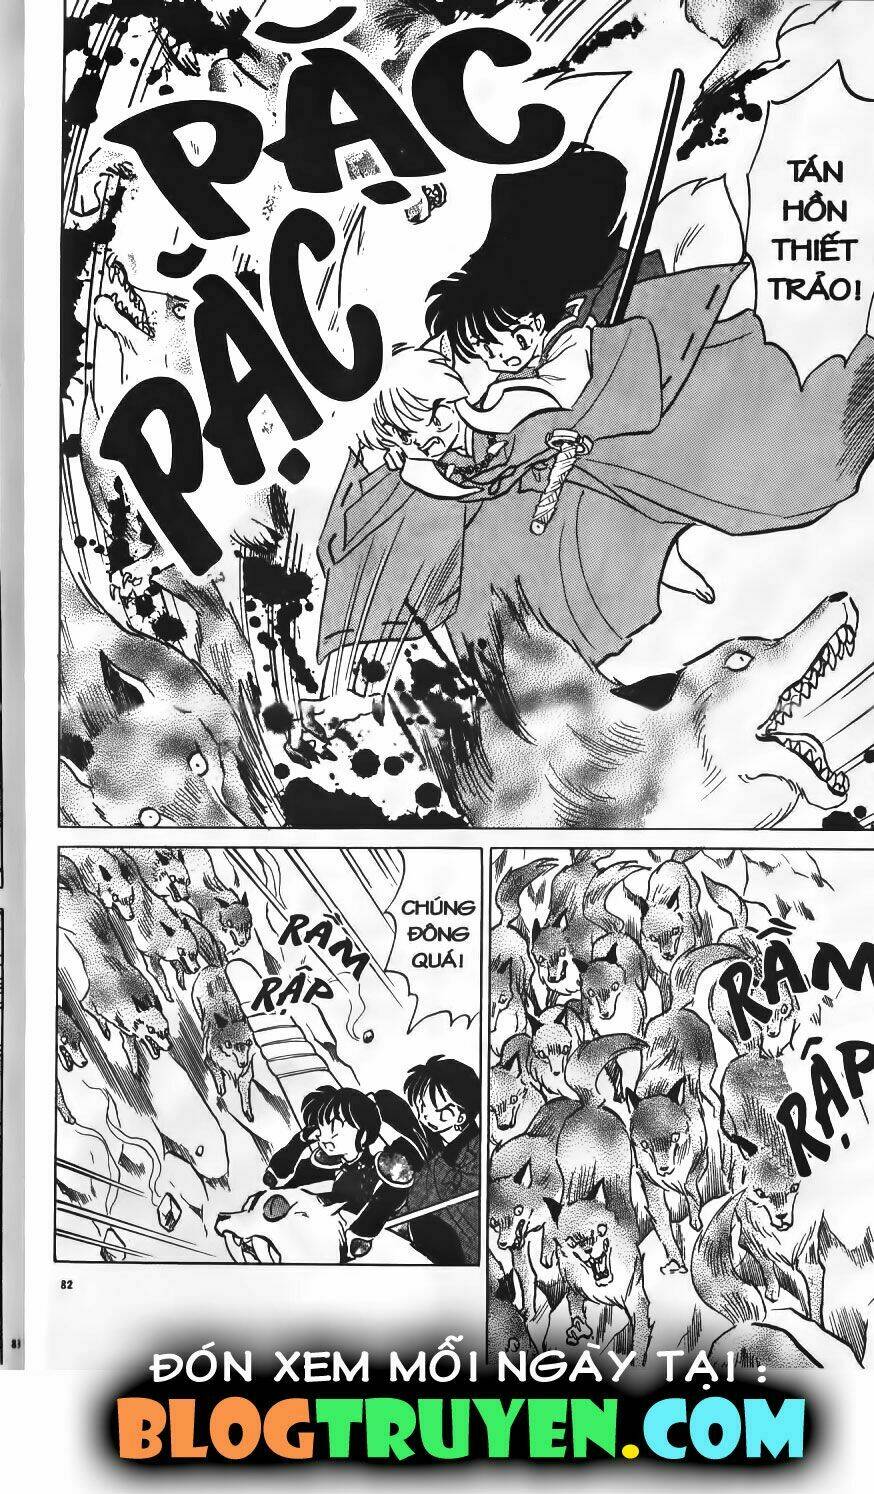 PẶC
PẶC
TÁN
HỒN
THIẾT
TRẢO!
CHÚNG
ĐÔNG
QUÁ!
RẦM
RẬP
RẦM
RẬP
82
ĐÓN XEM MỖI NGÀY TẠI :
BLOGTRUYEN.COM